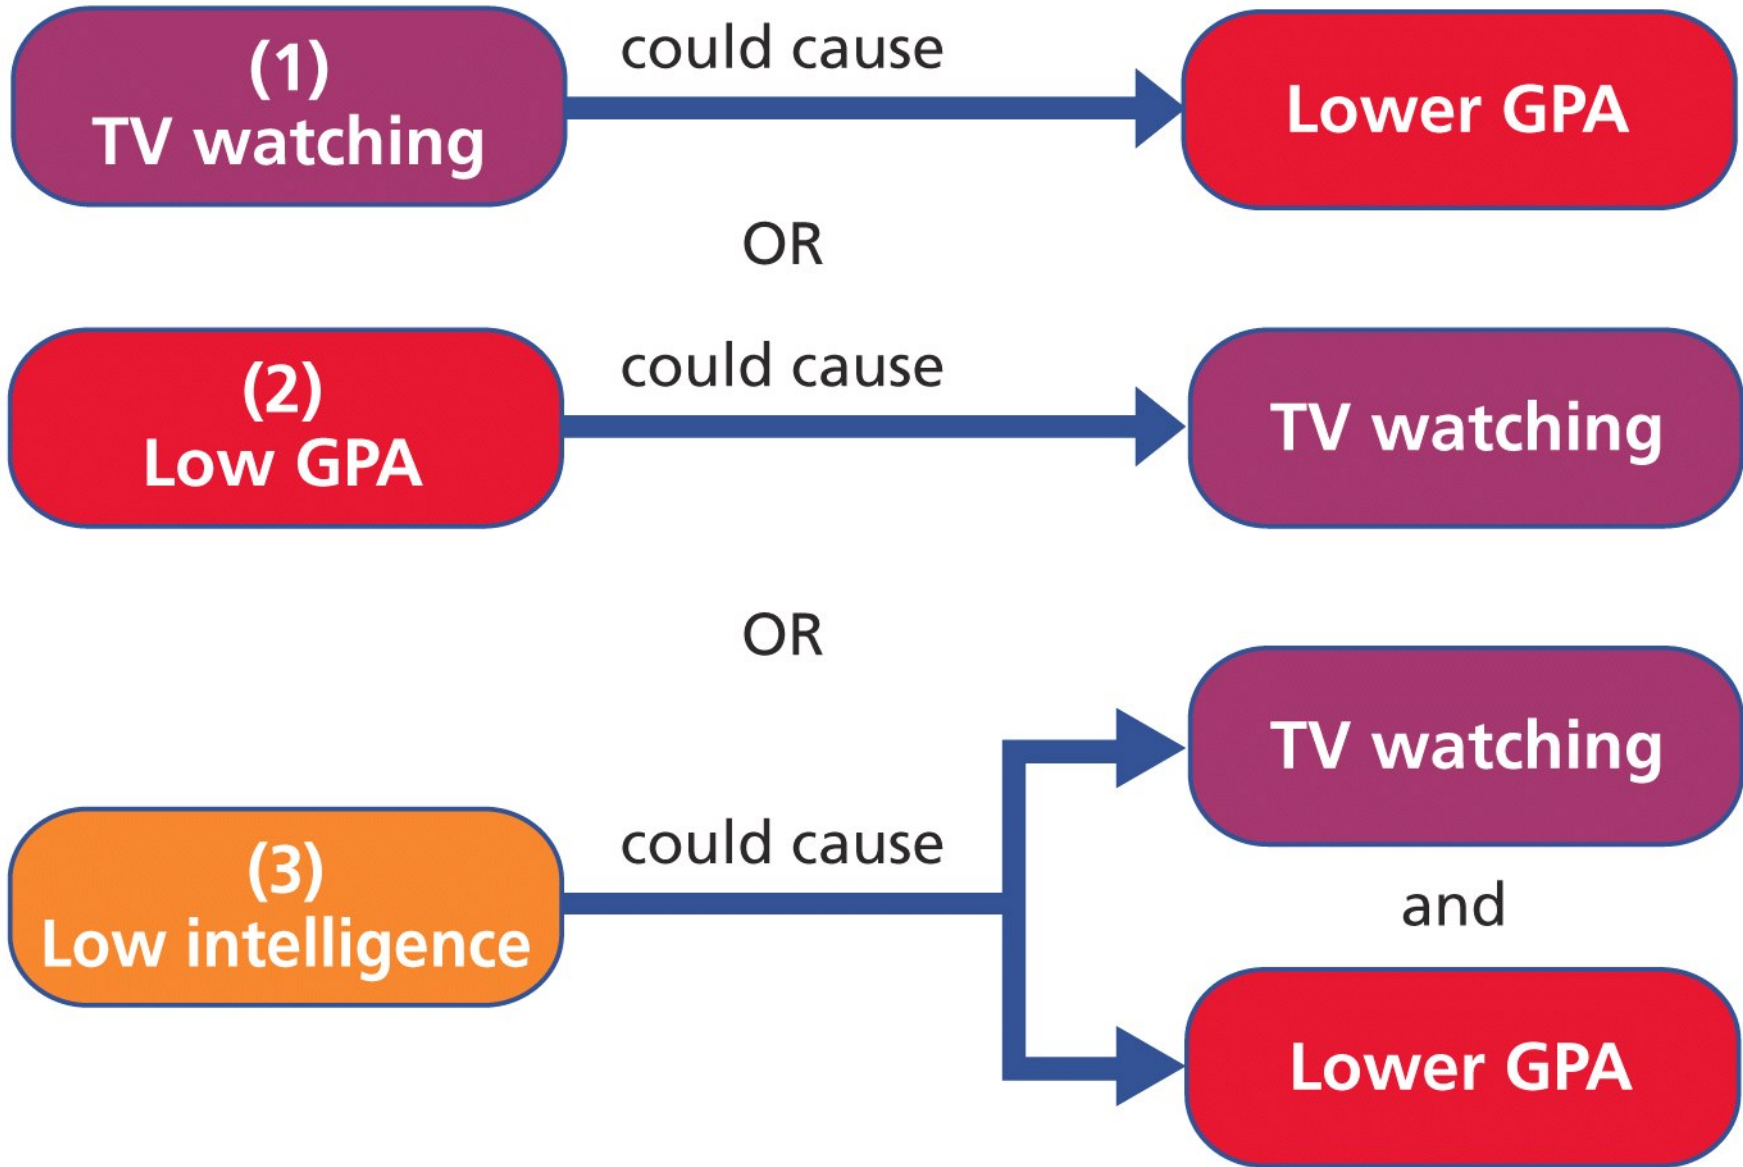 (1)
TV watching
could cause
Lower GPA
OR
(2)
Low GPA
could cause
TV watching
OR
(3)
Low intelligence
could cause
TV watching
and
Lower GPA